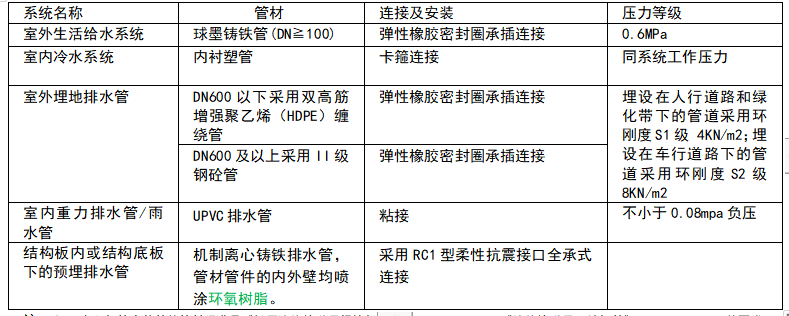 系统名称 管材 连接及安装 压力等级
室外生活给水系统 球墨铸铁管(DN≧100) 弹性橡胶密封圈承插连接 0.6MPa
室内冷水系统 内衬塑管 卡箍连接 同系统工作压力
室外埋地排水管
DN600 以下采用双高筋
增强聚乙烯（HDPE）缠
绕管
弹性橡胶密封圈承插连接
DN600 及以上采用 II 级
钢砼管
弹性橡胶密封圈承插连接
埋设在人行道路和绿
化带下的管道采用环
刚度S1级 4KN/m2;埋
设在车行道路下的管
道采用环刚度S2级
8KN/m2
室内重力排水管/雨
水管
UPVC 排水管 粘接 不小于0.08mpa 负压
结构板内或结构底板
下的预埋排水管
机制离心铸铁排水管，
管材管件的内外壁均喷
涂环氧树脂。
采用 RC1 型柔性抗震接口全承式
连接